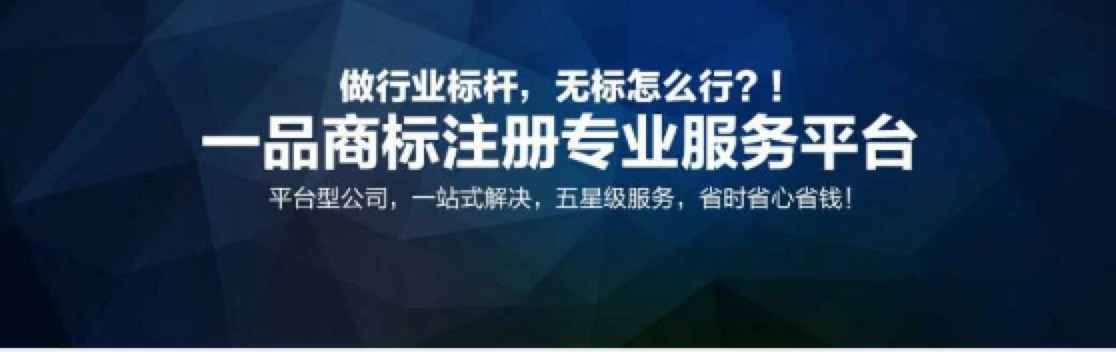 做行业标杆，无标怎么行？！
一品商标注册专业服务平台
平台型公司，一站式解决，五星级服务，省时省心省钱！